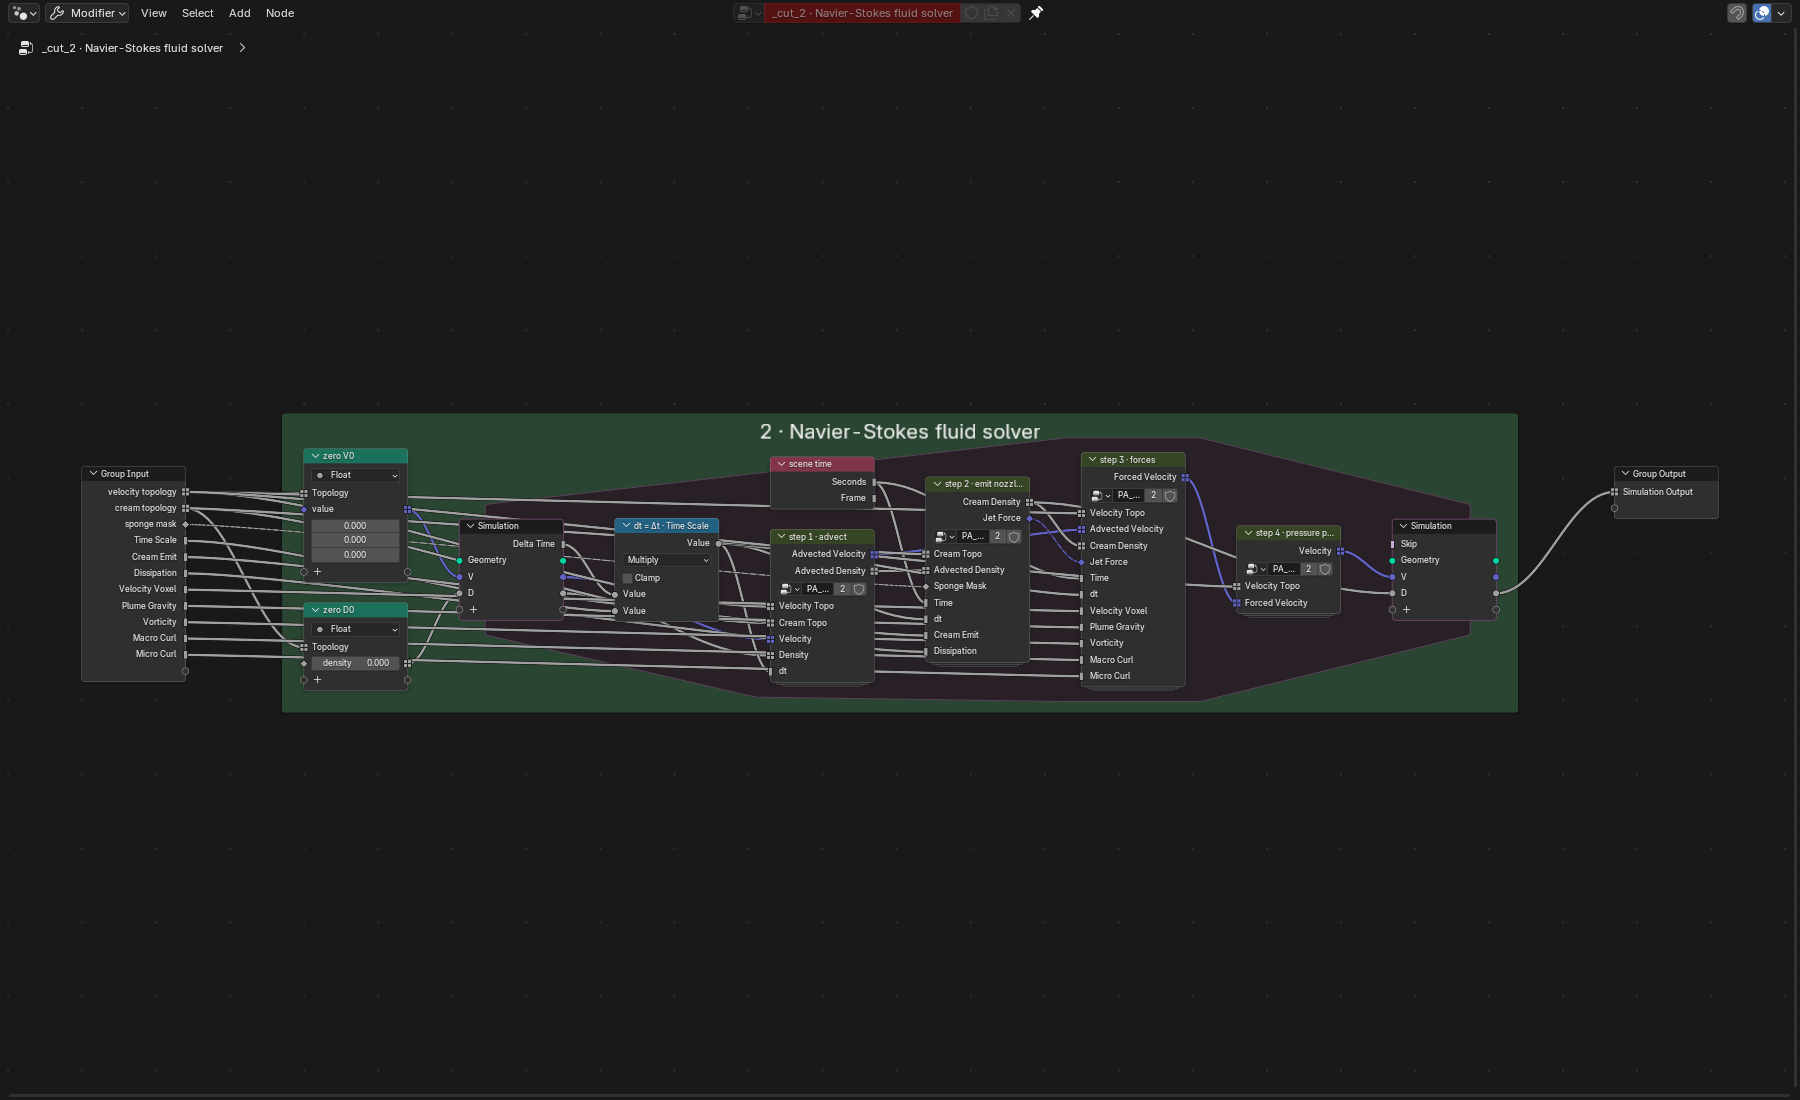 Modifier
View
Select
Add
Node
_cut_2 · Navier-Stokes fluid solver
_cut_2 · Navier-Stokes fluid solver
2 · Navier-Stokes fluid solver
Group Input
velocity topology
cream topology
sponge mask
Time Scale
Cream Emit
Dissipation
Velocity Voxel
Plume Gravity
Vorticity
Macro Curl
Micro Curl
zero V0
Float
Topology
value
0.000
0.000
0.000
zero D0
Float
Topology
density 0.000
Simulation
Delta Time
Geometry
V
D
dt = Δt · Time Scale
Value
Multiply
Clamp
Value
Value
scene time
Seconds
Frame
step 1 · advect
Advected Velocity
Advected Density
PA_... 2
Velocity Topo
Cream Topo
Velocity
Density
dt
step 2 · emit nozzl...
Cream Density
Jet Force
PA_... 2
Cream Topo
Advected Density
Sponge Mask
Time
dt
Cream Emit
Dissipation
step 3 · forces
Forced Velocity
PA_... 2
Velocity Topo
Advected Velocity
Cream Density
Jet Force
Time
dt
Velocity Voxel
Plume Gravity
Vorticity
Macro Curl
Micro Curl
step 4 · pressure p...
Velocity
PA_... 2
Velocity Topo
Forced Velocity
Simulation
Skip
Geometry
V
D
Group Output
Simulation Output